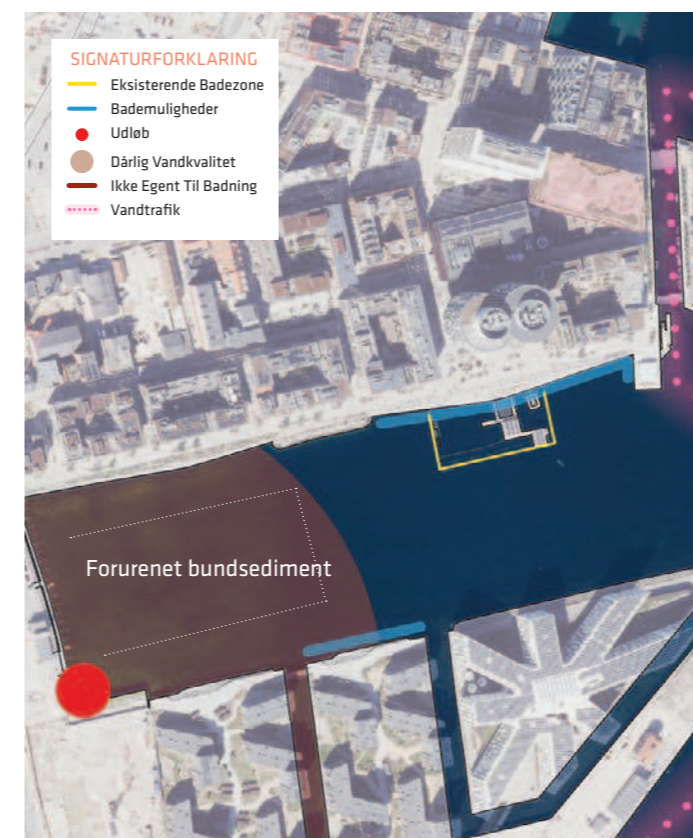 SIGNATURFORKLARING
Eksisterende Badezone
Bademuligheder
Udløb
Dårlig Vandkvalitet
Ikke Egent Til Badning
Vandtrafik
Forurenet bundsediment